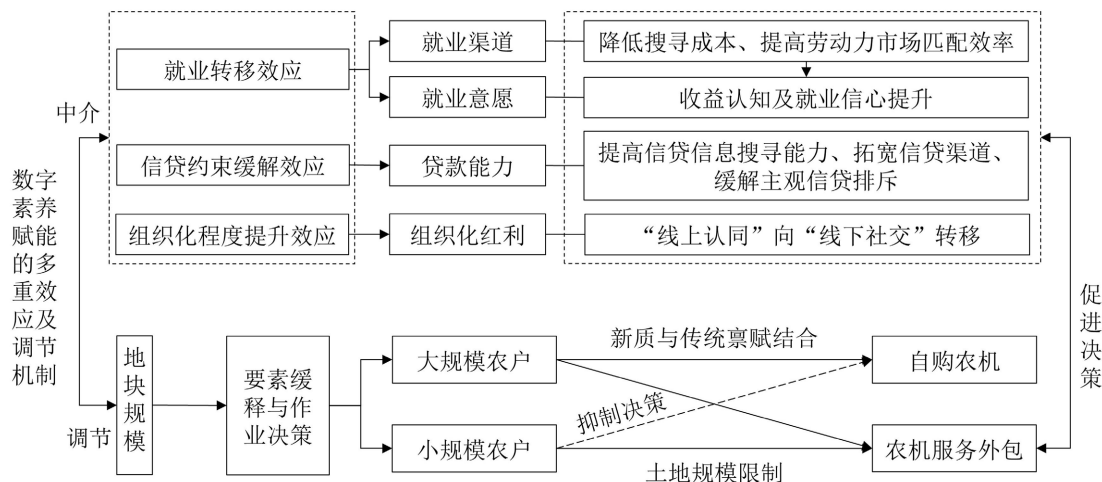 就业转移效应
就业渠道
降低搜寻成本、提高劳动力市场匹配效率
就业意愿
收益认知及就业信心提升
中介
信贷约束缓解效应
贷款能力
提高信贷信息搜寻能力、拓宽信贷渠道、
缓解主观信贷排斥
组织化程度提升效应
组织化红利
“线上认同”向“线下社交”转移
数字
素养
赋能
的多
重效
应及
调节
机制
促进决策
调节
地块规模
要素缓
释与作
业决策
大规模农户
新质与传统禀赋结合
自购农机
抑制决策
小规模农户
土地规模限制
农机服务外包